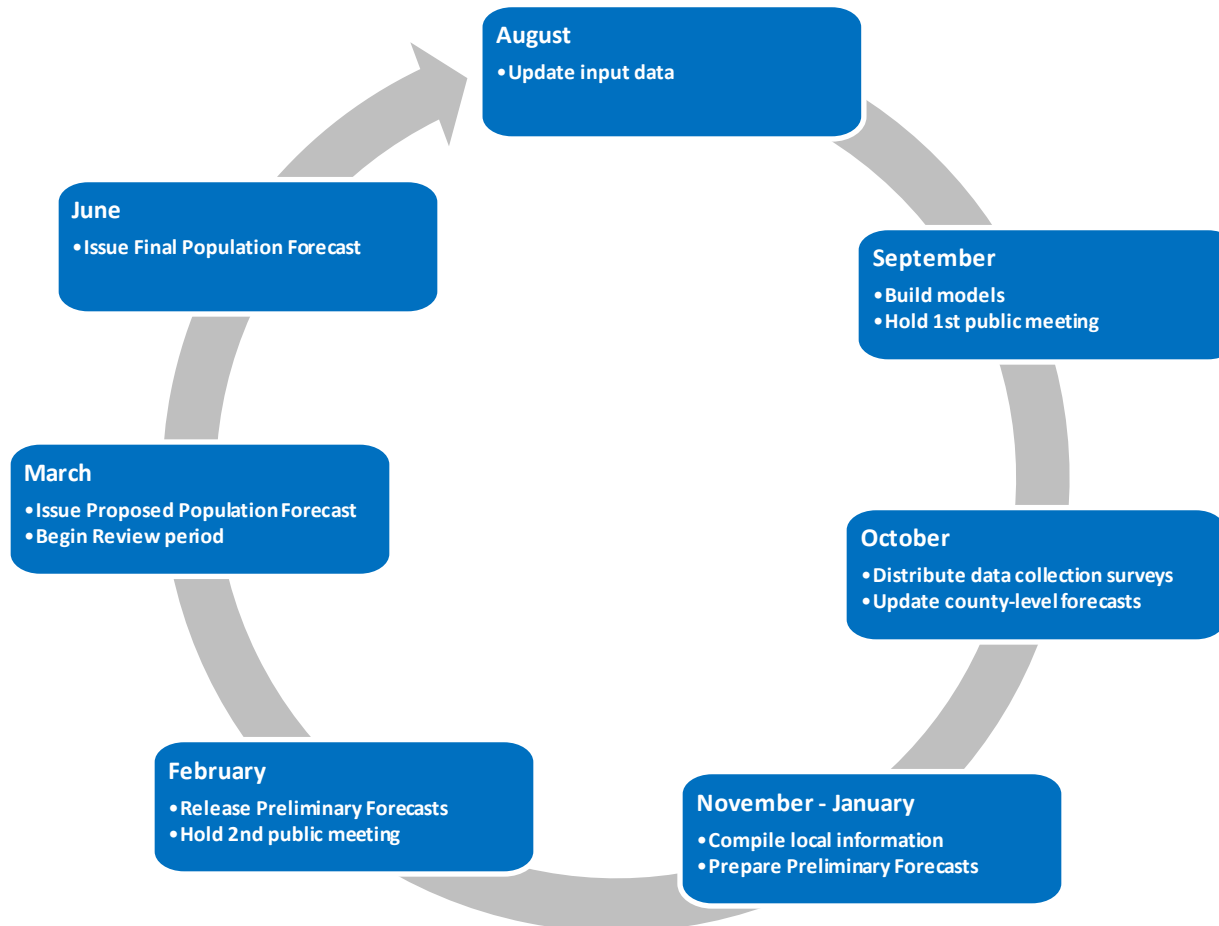 August
•Update input data
September
•Build models
•Hold 1st public meeting
October
•Distribute data collection surveys
•Update county-level forecasts
November - January
•Compile local information
•Prepare Preliminary Forecasts
February
•Release Preliminary Forecasts
•Hold 2nd public meeting
March
•Issue Proposed Population Forecast
•Begin Review period
June
•Issue Final Population Forecast